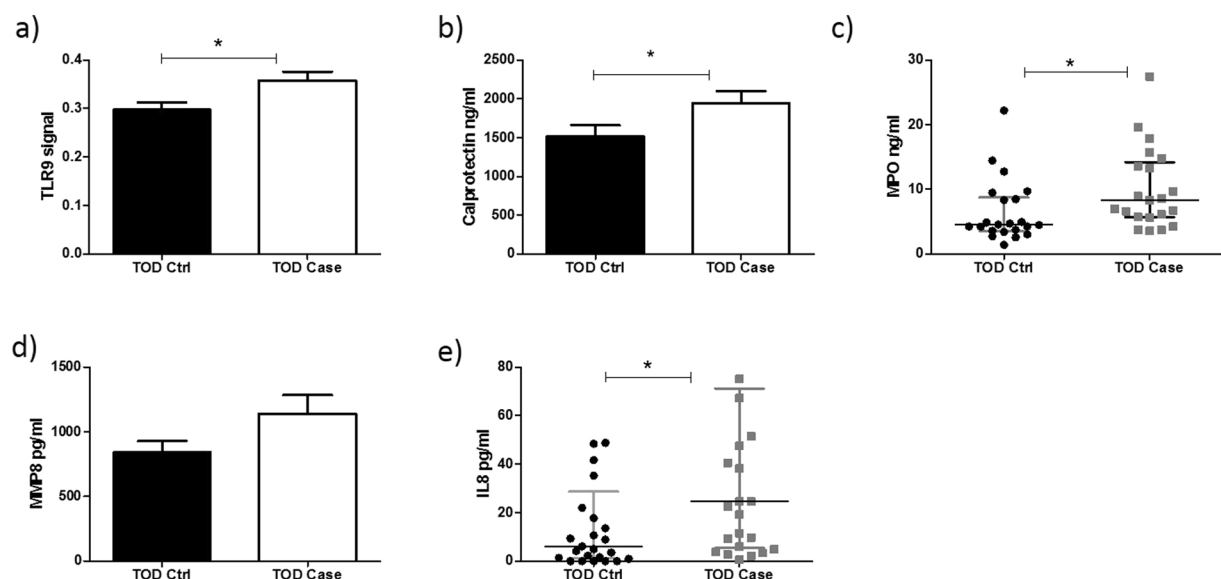 a)
*
0.4
0.3
0.2
0.1
0.0
TLR9 signal
TOD Ctrl
TOD Case
b)
*
2500
2000
1500
1000
500
0
Calprotectin ng/ml
TOD Ctrl
TOD Case
c)
*
30
20
10
0
MPO ng/ml
TOD Ctrl
TOD Case
d)
1500
1000
500
0
MMP8 pg/ml
TOD Ctrl
TOD Case
e)
*
80
60
40
20
0
IL8 pg/ml
TOD Ctrl
TOD Case